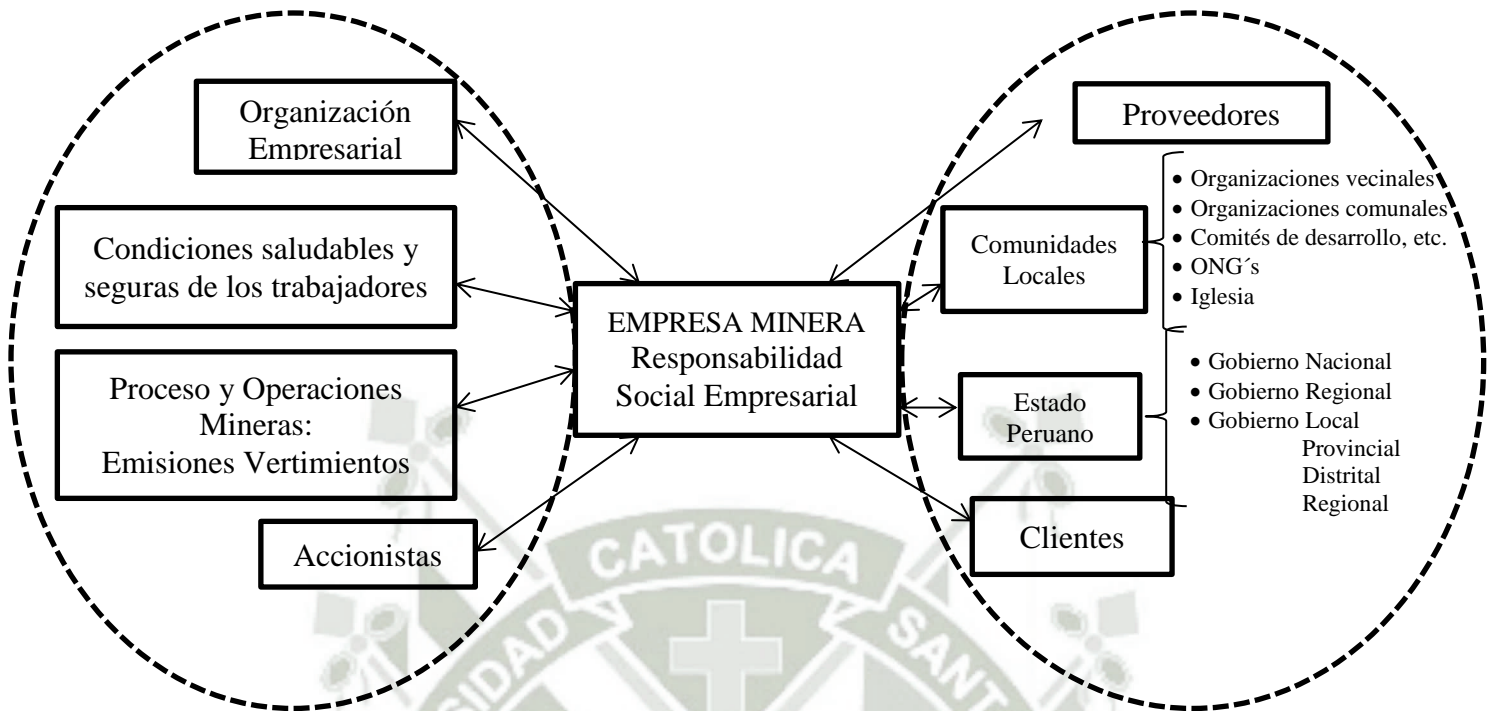 Organización
Empresarial
Condiciones saludables y
seguras de los trabajadores
Proceso y Operaciones
Mineras:
Emisiones Vertimientos
Accionistas
EMPRESA MINERA
Responsabilidad
Social Empresarial
Proveedores
Comunidades
Locales
• Organizaciones vecinales
• Organizaciones comunales
• Comités de desarrollo, etc.
• ONG´s
• Iglesia
Estado
Peruano
• Gobierno Nacional
• Gobierno Regional
• Gobierno Local
Provincial
Distrital
Regional
Clientes
CATOLICA
SIDAD
SANT